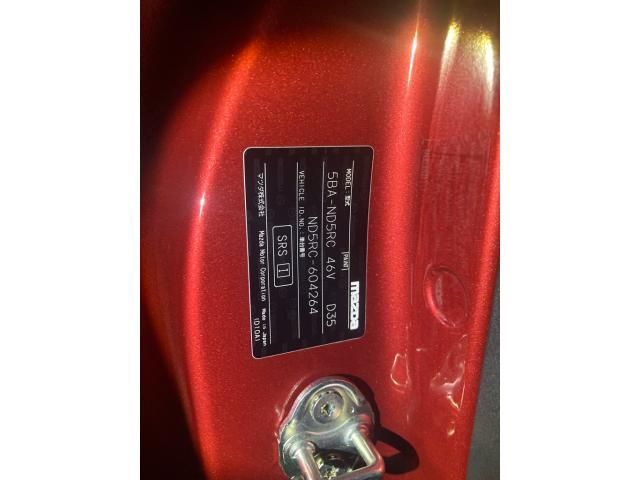 mazda
MODEL: 型式 [PAINT]
5BA-ND5RC 46V D35
VEHICLE ID.NO.: 車台番号
ND5RC-604264
SRS I
マツダ株式会社 Mazda Motor Corporation Made in Japan
(D10A)